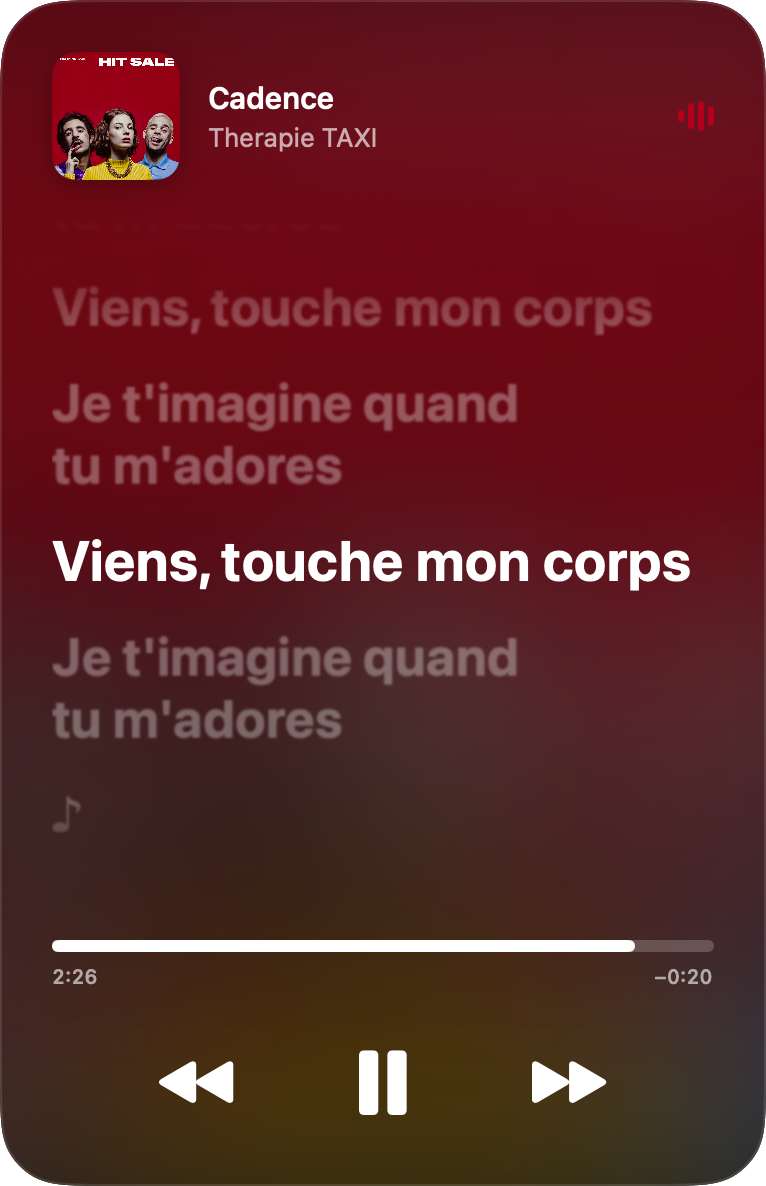 HIT SALE
Cadence
Therapie TAXI
Viens, touche mon corps
Je t'imagine quand
tu m'adores
Viens, touche mon corps
Je t'imagine quand
tu m'adores
2:26
−0:20